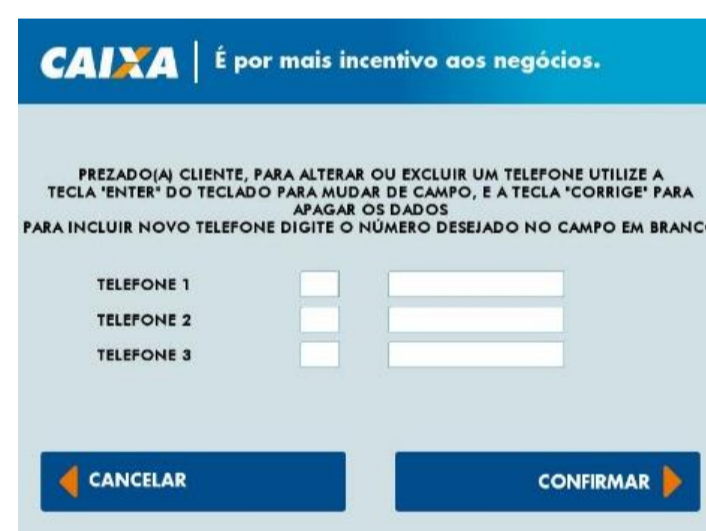 CAIXA | É por mais incentivo aos negócios.
PREZADO(A) CLIENTE, PARA ALTERAR OU EXCLUIR UM TELEFONE UTILIZE A
TECLA "ENTER" DO TECLADO PARA MUDAR DE CAMPO, E A TECLA "CORRIGE" PARA
APAGAR OS DADOS
PARA INCLUIR NOVO TELEFONE DIGITE O NÚMERO DESEJADO NO CAMPO EM BRANCO
TELEFONE 1
TELEFONE 2
TELEFONE 3
CANCELAR
CONFIRMAR